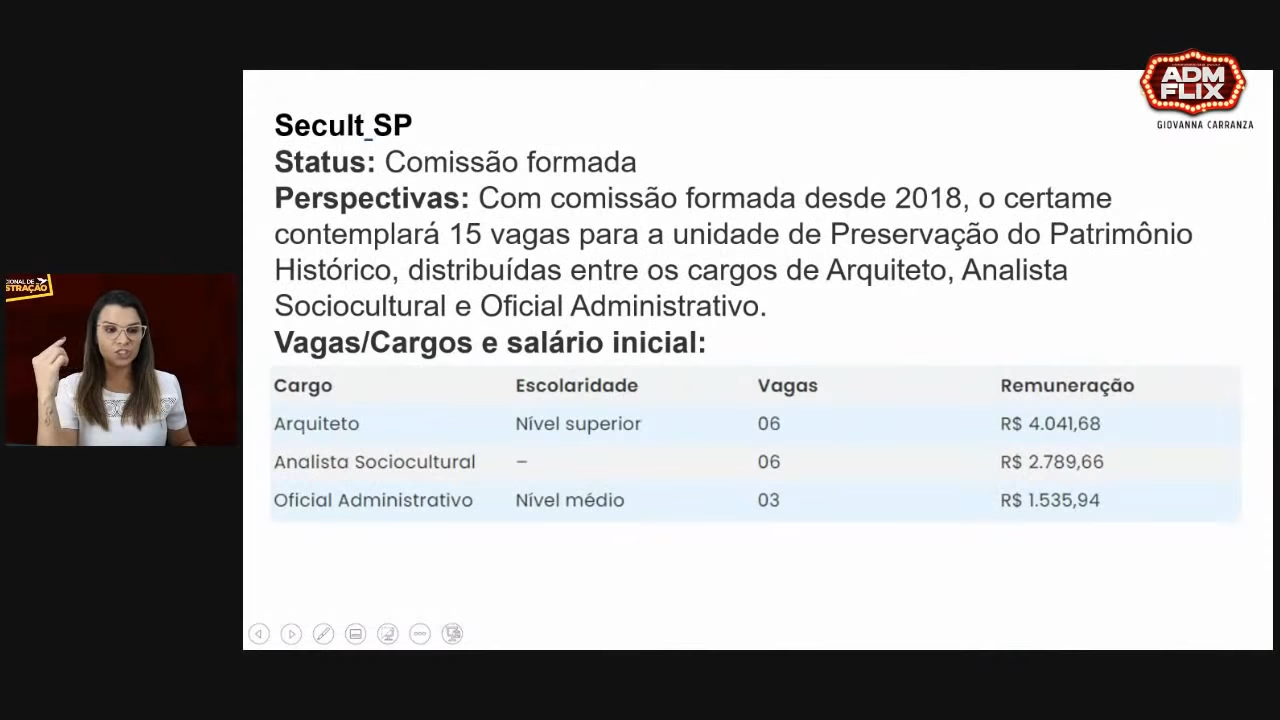 ADM
FLIX
GIOVANNA CARRANZA
Secult SP
Status: Comissão formada
Perspectivas: Com comissão formada desde 2018, o certame
contemplará 15 vagas para a unidade de Preservação do Patrimônio
Histórico, distribuídas entre os cargos de Arquiteto, Analista
Sociocultural e Oficial Administrativo.
Vagas/Cargos e salário inicial:
Cargo Escolaridade Vagas Remuneração
Arquiteto Nível superior 06 R$ 4.041,68
Analista Sociocultural – 06 R$ 2.789,66
Oficial Administrativo Nível médio 03 R$ 1.535,94
CIONAL DE
STRAÇÃO